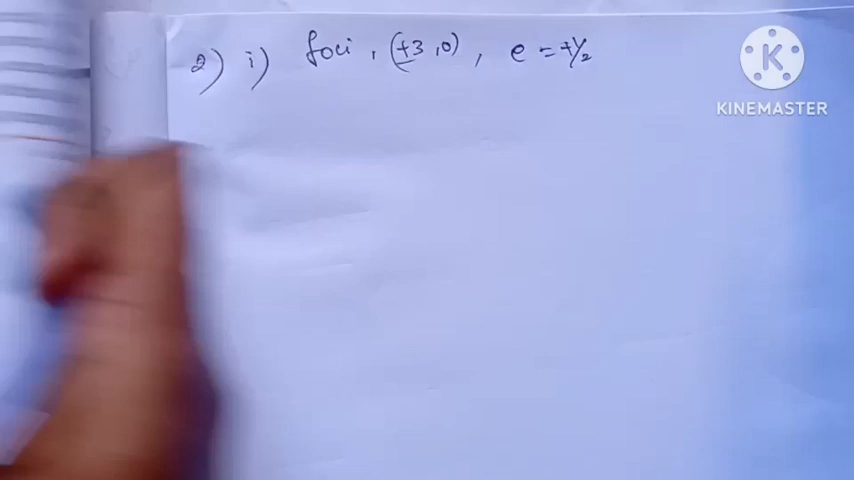 2) i) foci, (±3,0), e = +1/2
K
KINEMASTER